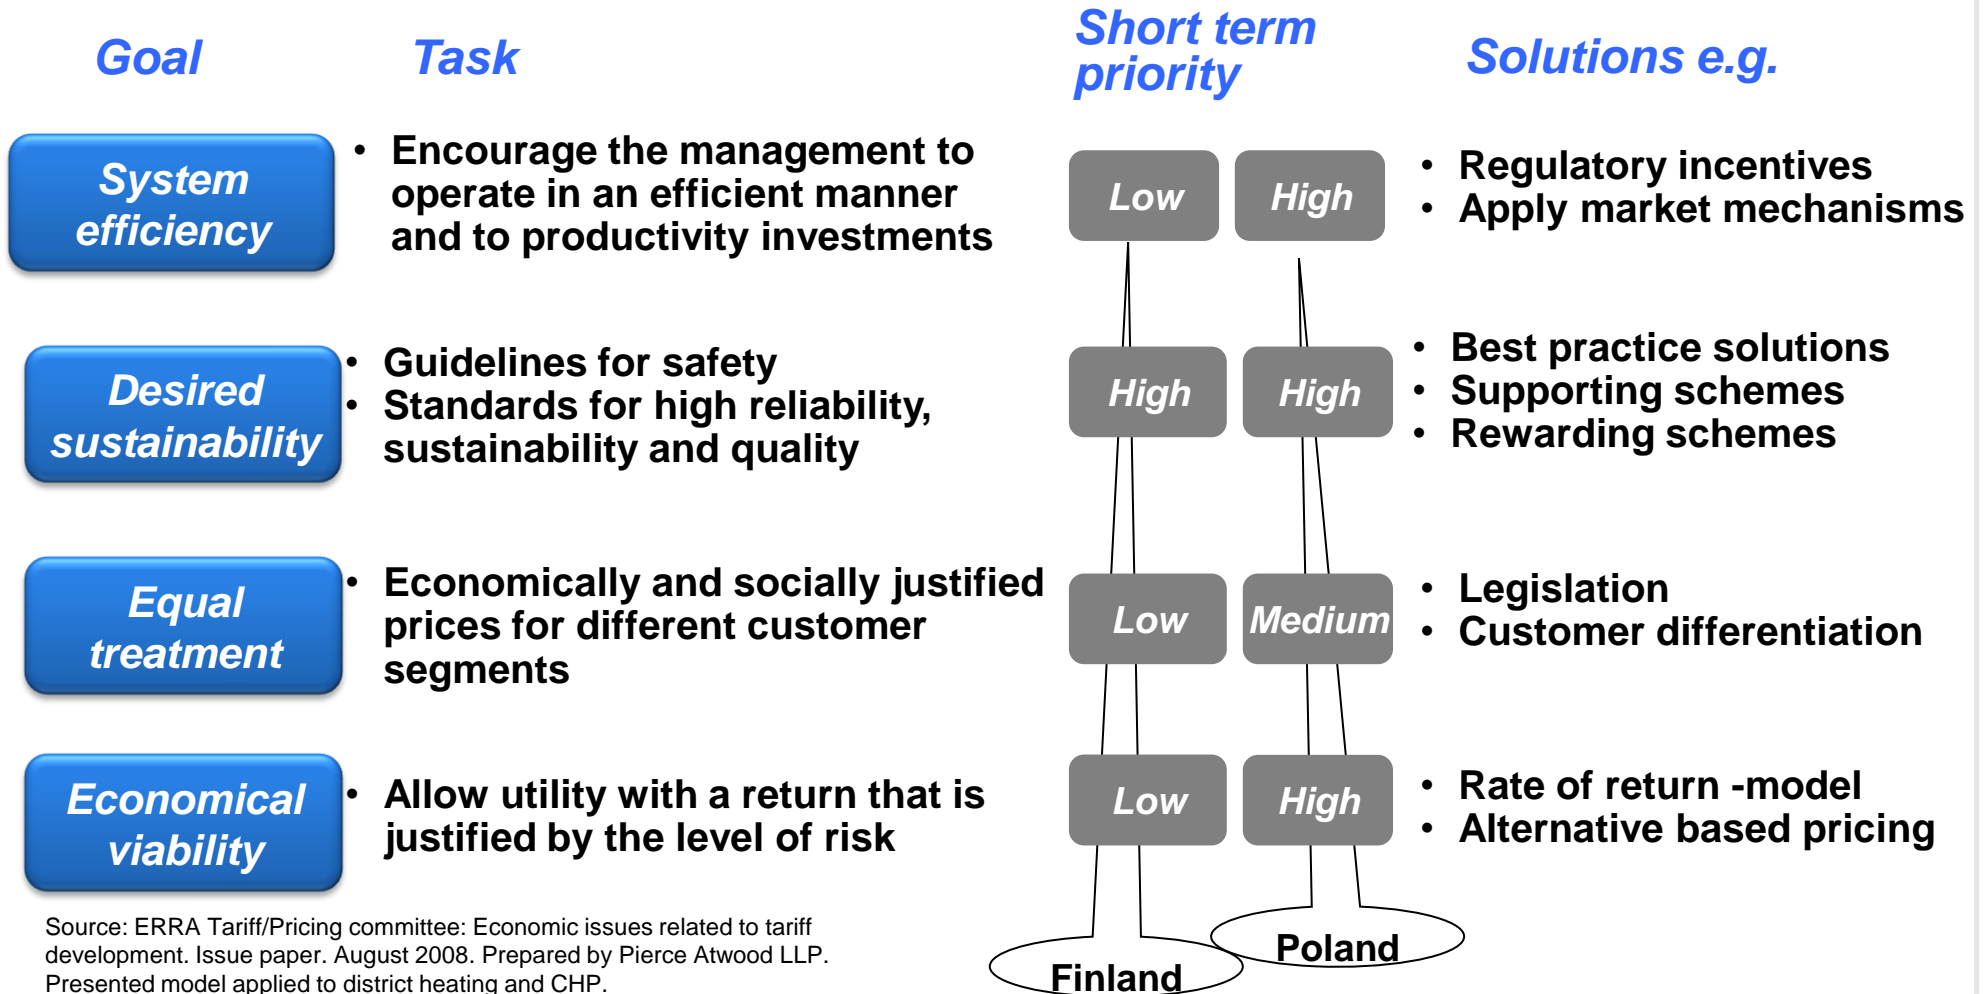 Goal
Task
Short term
priority
Solutions e.g.
System
efficiency
• Encourage the management to
operate in an efficient manner
and to productivity investments
Low
High
• Regulatory incentives
• Apply market mechanisms
Desired
sustainability
• Guidelines for safety
• Standards for high reliability,
sustainability and quality
High
High
• Best practice solutions
• Supporting schemes
• Rewarding schemes
Equal
treatment
• Economically and socially justified
prices for different customer
segments
Low
Medium
• Legislation
• Customer differentiation
Economical
viability
• Allow utility with a return that is
justified by the level of risk
Low
High
• Rate of return -model
• Alternative based pricing
Source: ERRA Tariff/Pricing committee: Economic issues related to tariff
development. Issue paper. August 2008. Prepared by Pierce Atwood LLP.
Presented model applied to district heating and CHP.
Finland
Poland